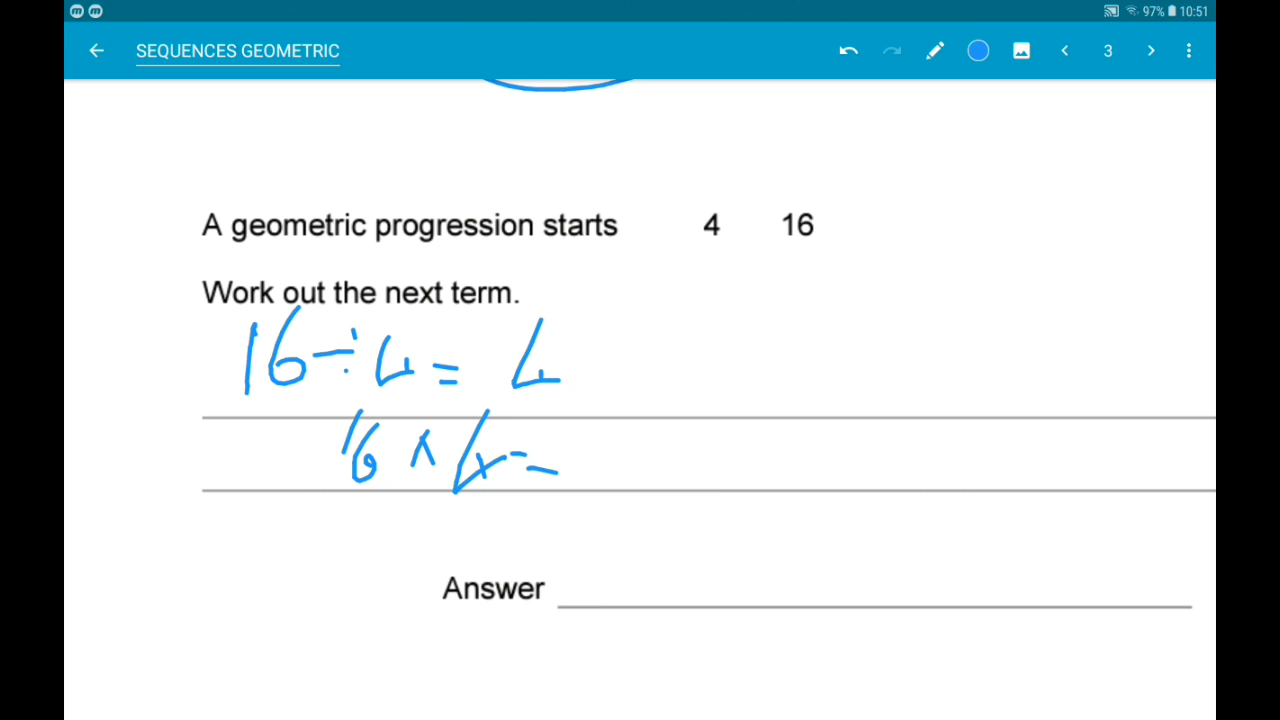 97% 10:51
SEQUENCES GEOMETRIC 3
A geometric progression starts 4 16
Work out the next term.
16 ÷ 4 = 4
16 × 4 =
Answer